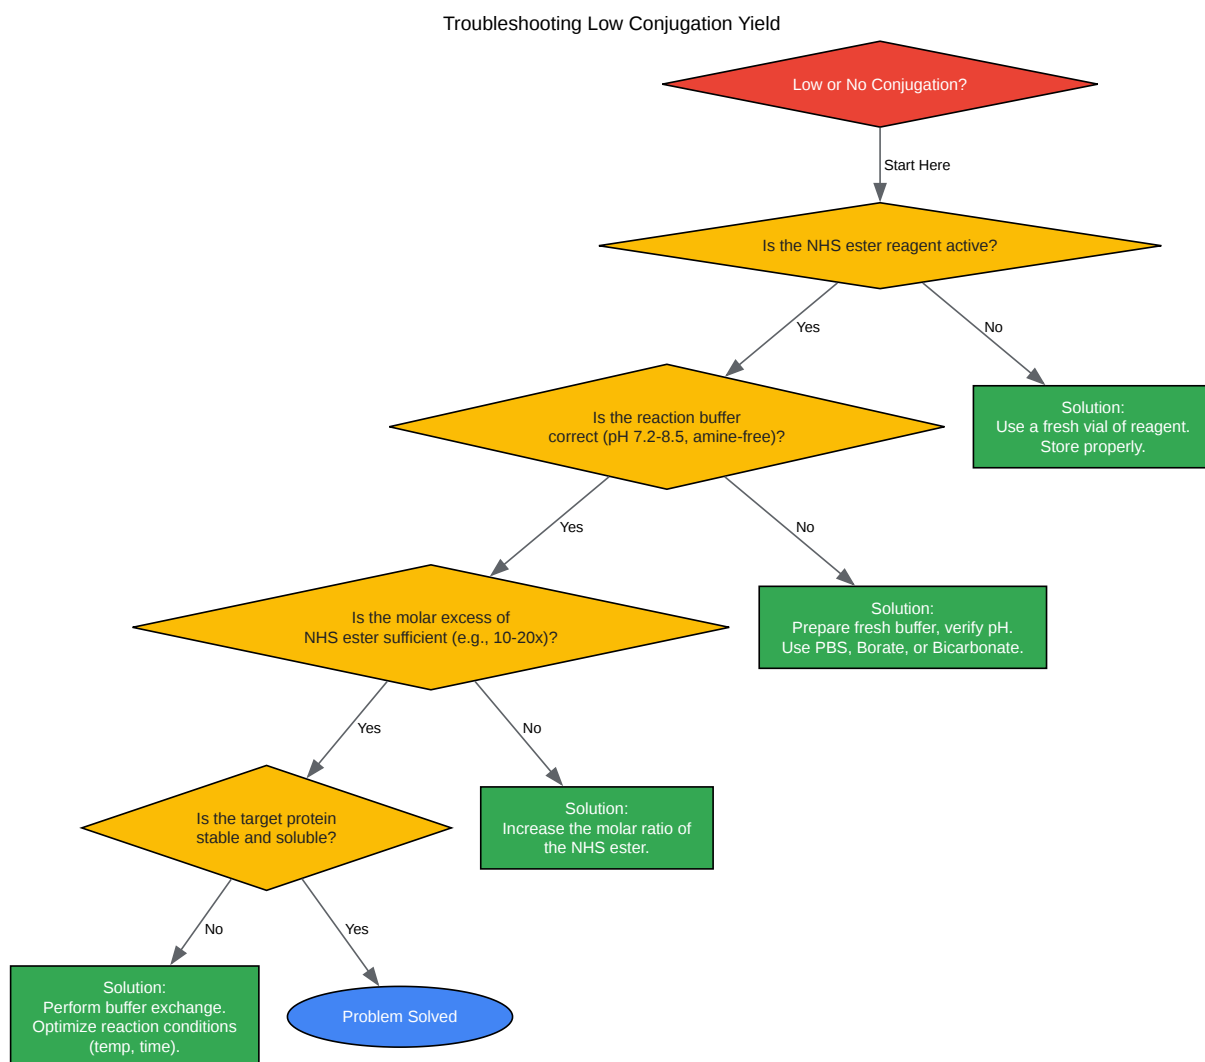 Troubleshooting Low Conjugation Yield
Low or No Conjugation?
Start Here
Is the NHS ester reagent active?
Yes
No
Is the reaction buffer
correct (pH 7.2-8.5, amine-free)?
Solution:
Use a fresh vial of reagent.
Store properly.
Yes
No
Is the molar excess of
NHS ester sufficient (e.g., 10-20x)?
Solution:
Prepare fresh buffer, verify pH.
Use PBS, Borate, or Bicarbonate.
Yes
No
Is the target protein
stable and soluble?
Solution:
Increase the molar ratio of
the NHS ester.
No
Yes
Solution:
Perform buffer exchange.
Optimize reaction conditions
(temp, time).
Problem Solved